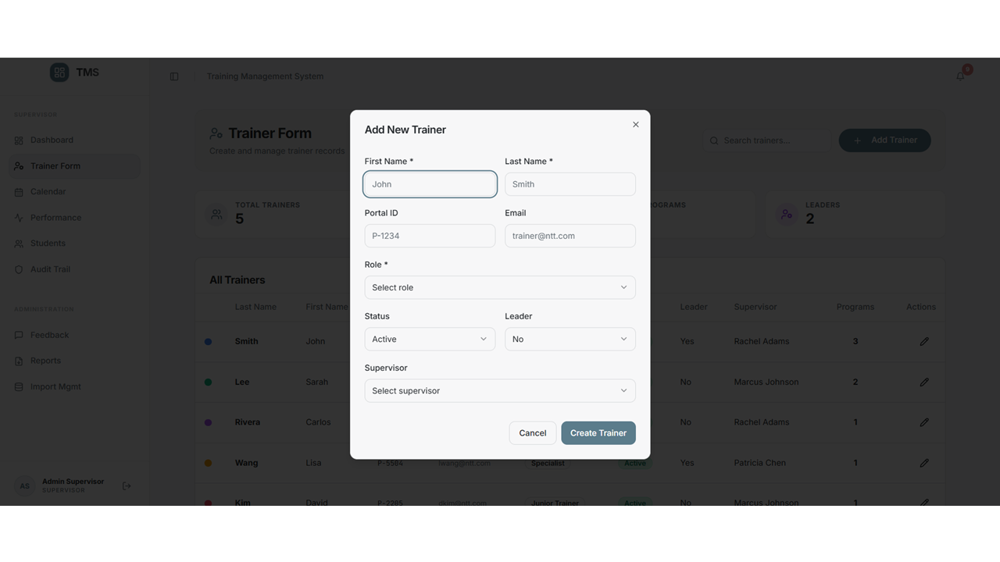 TMS
Training Management System
9
SUPERVISOR
Dashboard
Trainer Form
Calendar
Performance
Students
Audit Trail
ADMINISTRATION
Feedback
Reports
Import Mgmt
AS
Admin Supervisor
SUPERVISOR
Trainer Form
Create and manage trainer records
Search trainers...
+ Add Trainer
TOTAL TRAINERS
5
LEADERS
2
All Trainers
Last Name First Name Leader Supervisor Programs Actions
Smith John Yes Rachel Adams 3
Lee Sarah No Marcus Johnson 2
Rivera Carlos No Rachel Adams 1
Wang Lisa P-5564 lwang@ntt.com Specialist Active Yes Patricia Chen 1
Kim David P-2295 dkim@ntt.com Junior Trainer Active No Marcus Johnson 1
Add New Trainer
First Name * Last Name *
John Smith
Portal ID Email
P-1234 trainer@ntt.com
Role *
Select role
Status Leader
Active No
Supervisor
Select supervisor
Cancel Create Trainer